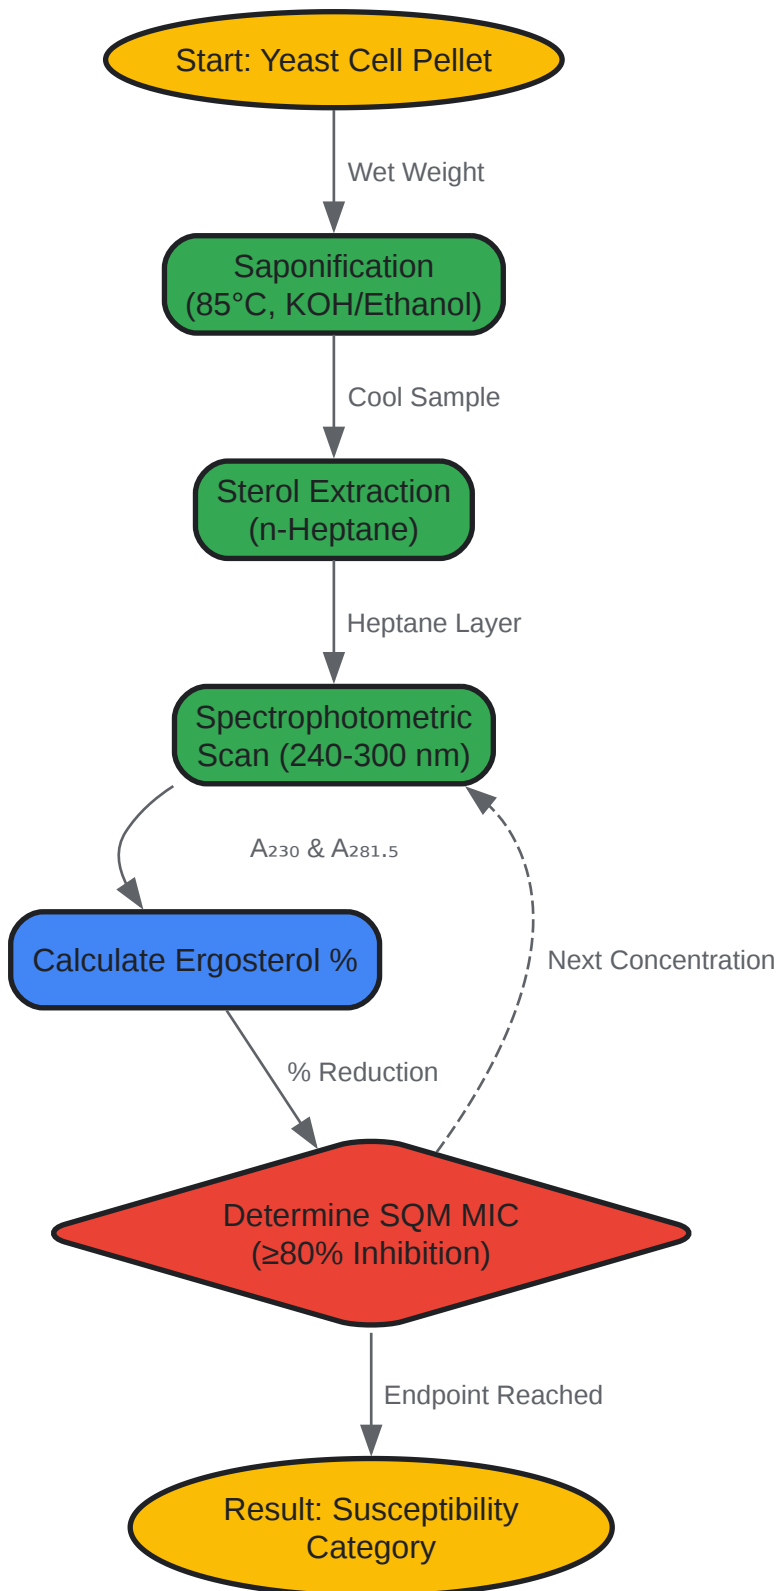 Start: Yeast Cell Pellet
Wet Weight
Saponification
(85°C, KOH/Ethanol)
Cool Sample
Sterol Extraction
(n-Heptane)
Heptane Layer
Spectrophotometric
Scan (240-300 nm)
A₂₃₀ & A₂₈₁.₅
Calculate Ergosterol %
Next Concentration
% Reduction
Determine SQM MIC
(≥80% Inhibition)
Endpoint Reached
Result: Susceptibility
Category